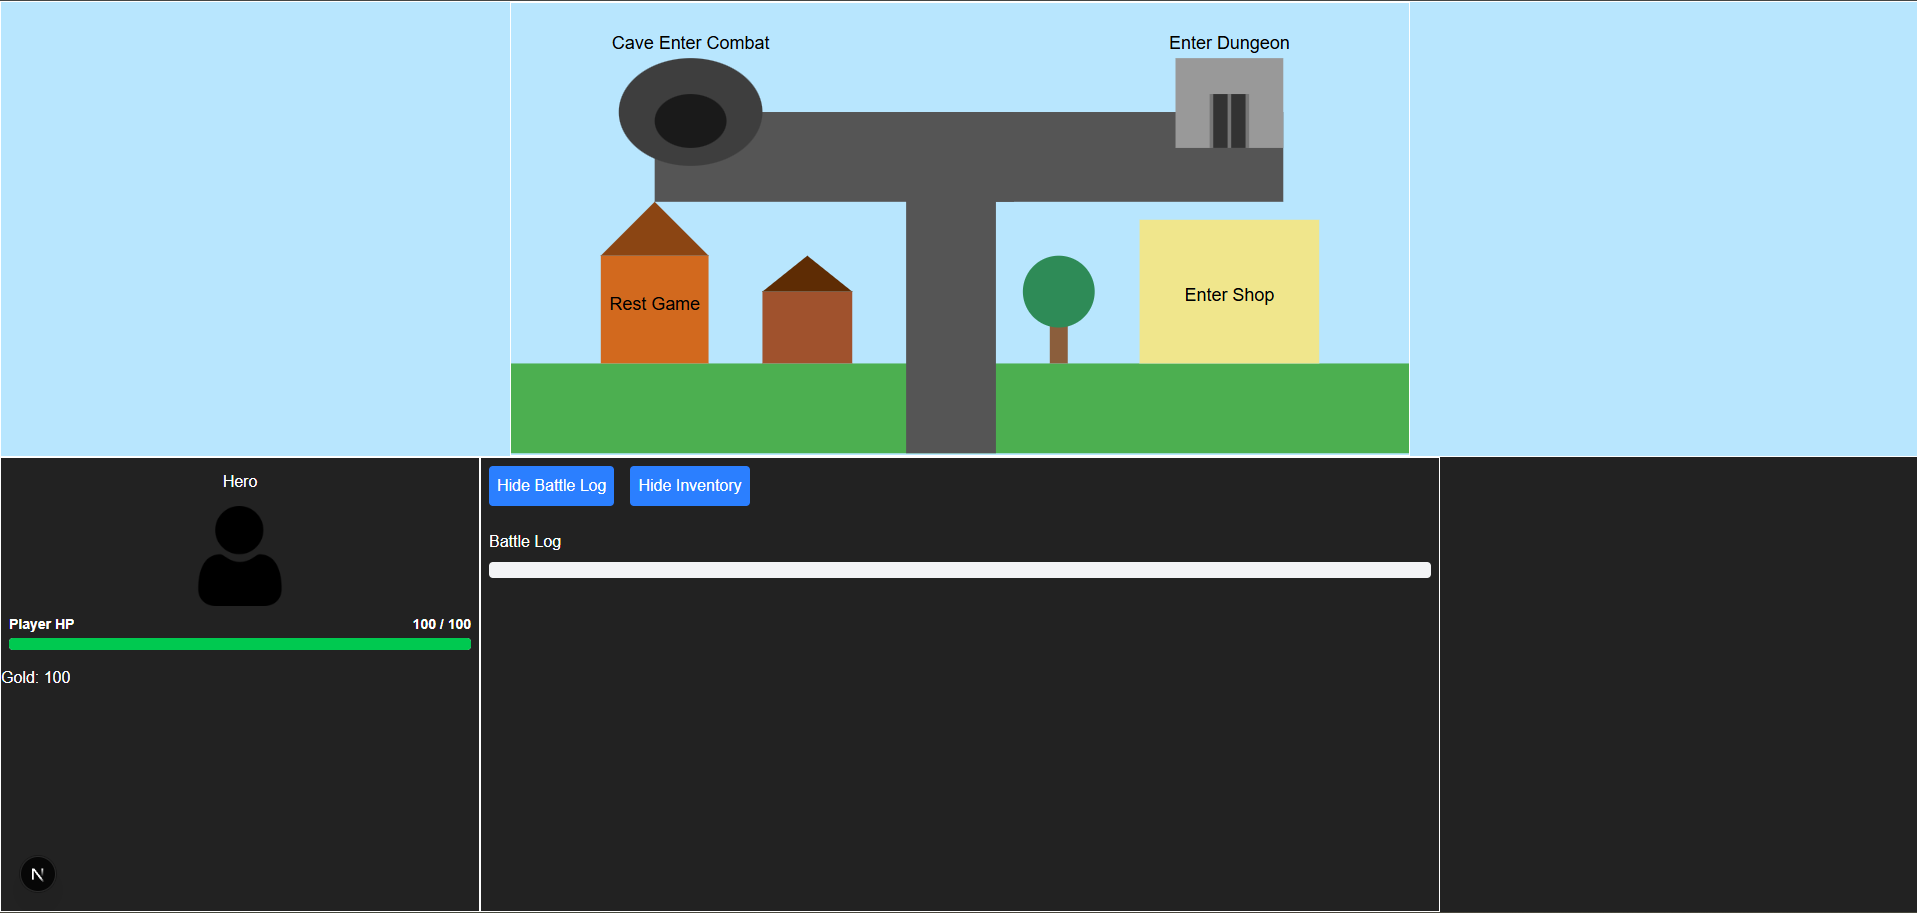 Cave Enter Combat
Enter Dungeon
Rest Game
Enter Shop
Hero
Player HP 100 / 100
Gold: 100
Hide Battle Log
Hide Inventory
Battle Log
N